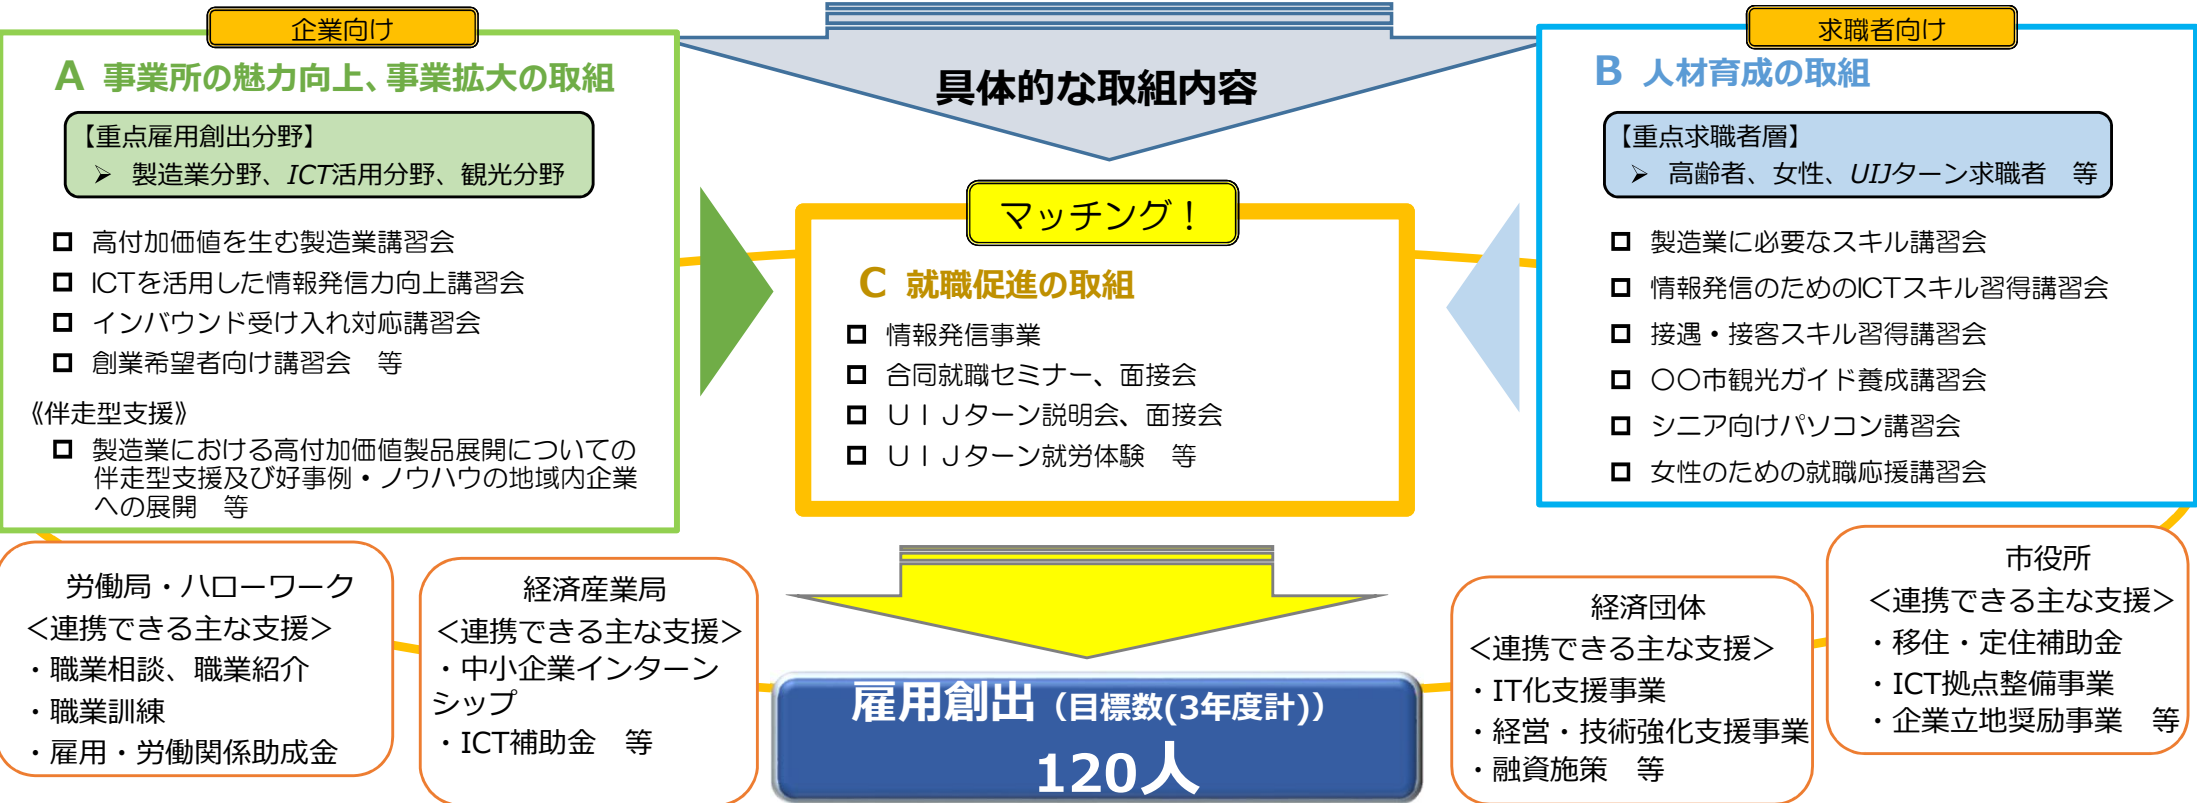 具体的な取組内容
企業向け
A 事業所の魅力向上、事業拡大の取組
【重点雇用創出分野】
➢ 製造業分野、ICT活用分野、観光分野
□ 高付加価値を生む製造業講習会
□ ICTを活用した情報発信力向上講習会
□ インバウンド受け入れ対応講習会
□ 創業希望者向け講習会　等
《伴走型支援》
□ 製造業における高付加価値製品展開についての
伴走型支援及び好事例・ノウハウの地域内企業
への展開　等
マッチング！
C 就職促進の取組
□ 情報発信事業
□ 合同就職セミナー、面接会
□ ＵＩＪターン説明会、面接会
□ ＵＩＪターン就労体験　等
求職者向け
B 人材育成の取組
【重点求職者層】
➢ 高齢者、女性、UIJターン求職者　等
□ 製造業に必要なスキル講習会
□ 情報発信のためのICTスキル習得講習会
□ 接遇・接客スキル習得講習会
□ 〇〇市観光ガイド養成講習会
□ シニア向けパソコン講習会
□ 女性のための就職応援講習会
労働局・ハローワーク
＜連携できる主な支援＞
・職業相談、職業紹介
・職業訓練
・雇用・労働関係助成金
経済産業局
＜連携できる主な支援＞
・中小企業インターン
シップ
・ICT補助金　等
雇用創出（目標数(3年度計)）
120人
経済団体
＜連携できる主な支援＞
・IT化支援事業
・経営・技術強化支援事業
・融資施策　等
市役所
＜連携できる主な支援＞
・移住・定住補助金
・ICT拠点整備事業
・企業立地奨励事業　等